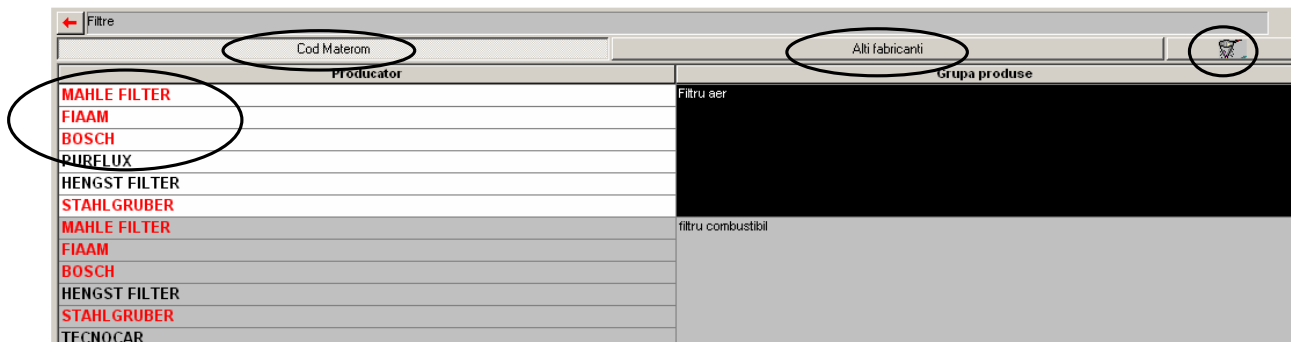 Filtre
Cod Materom Alti fabricanti
Producator Grupa produse
MAHLE FILTER Filtru aer
FIAAM
BOSCH
PURFLUX
HENGST FILTER
STAHLGRUBER
MAHLE FILTER filtru combustibil
FIAAM
BOSCH
HENGST FILTER
STAHLGRUBER
TECNOCAR